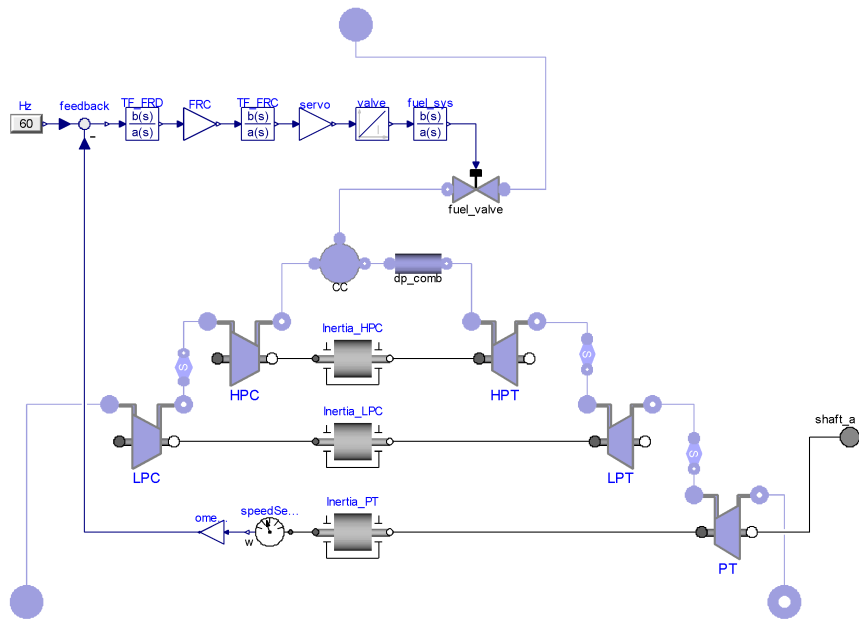 Hz
feedback
TF_FRD
FRC
TF_FRC
servo
valve
fuel_sys
60
b(s)
a(s)
b(s)
a(s)
b(s)
a(s)
-
fuel_valve
CC
dp_comb
Inertia_HPC
S
S
HPC
HPT
Inertia_LPC
shaft_a
S
LPC
LPT
Inertia_PT
speedSe...
ome...
w
PT